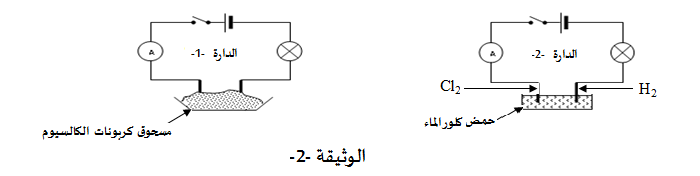 A
الدارة -1-
مسحوق كربونات الكالسيوم
A
الدارة -2-
Cl₂
H₂
حمض كلور الماء
الوثيقة -2-